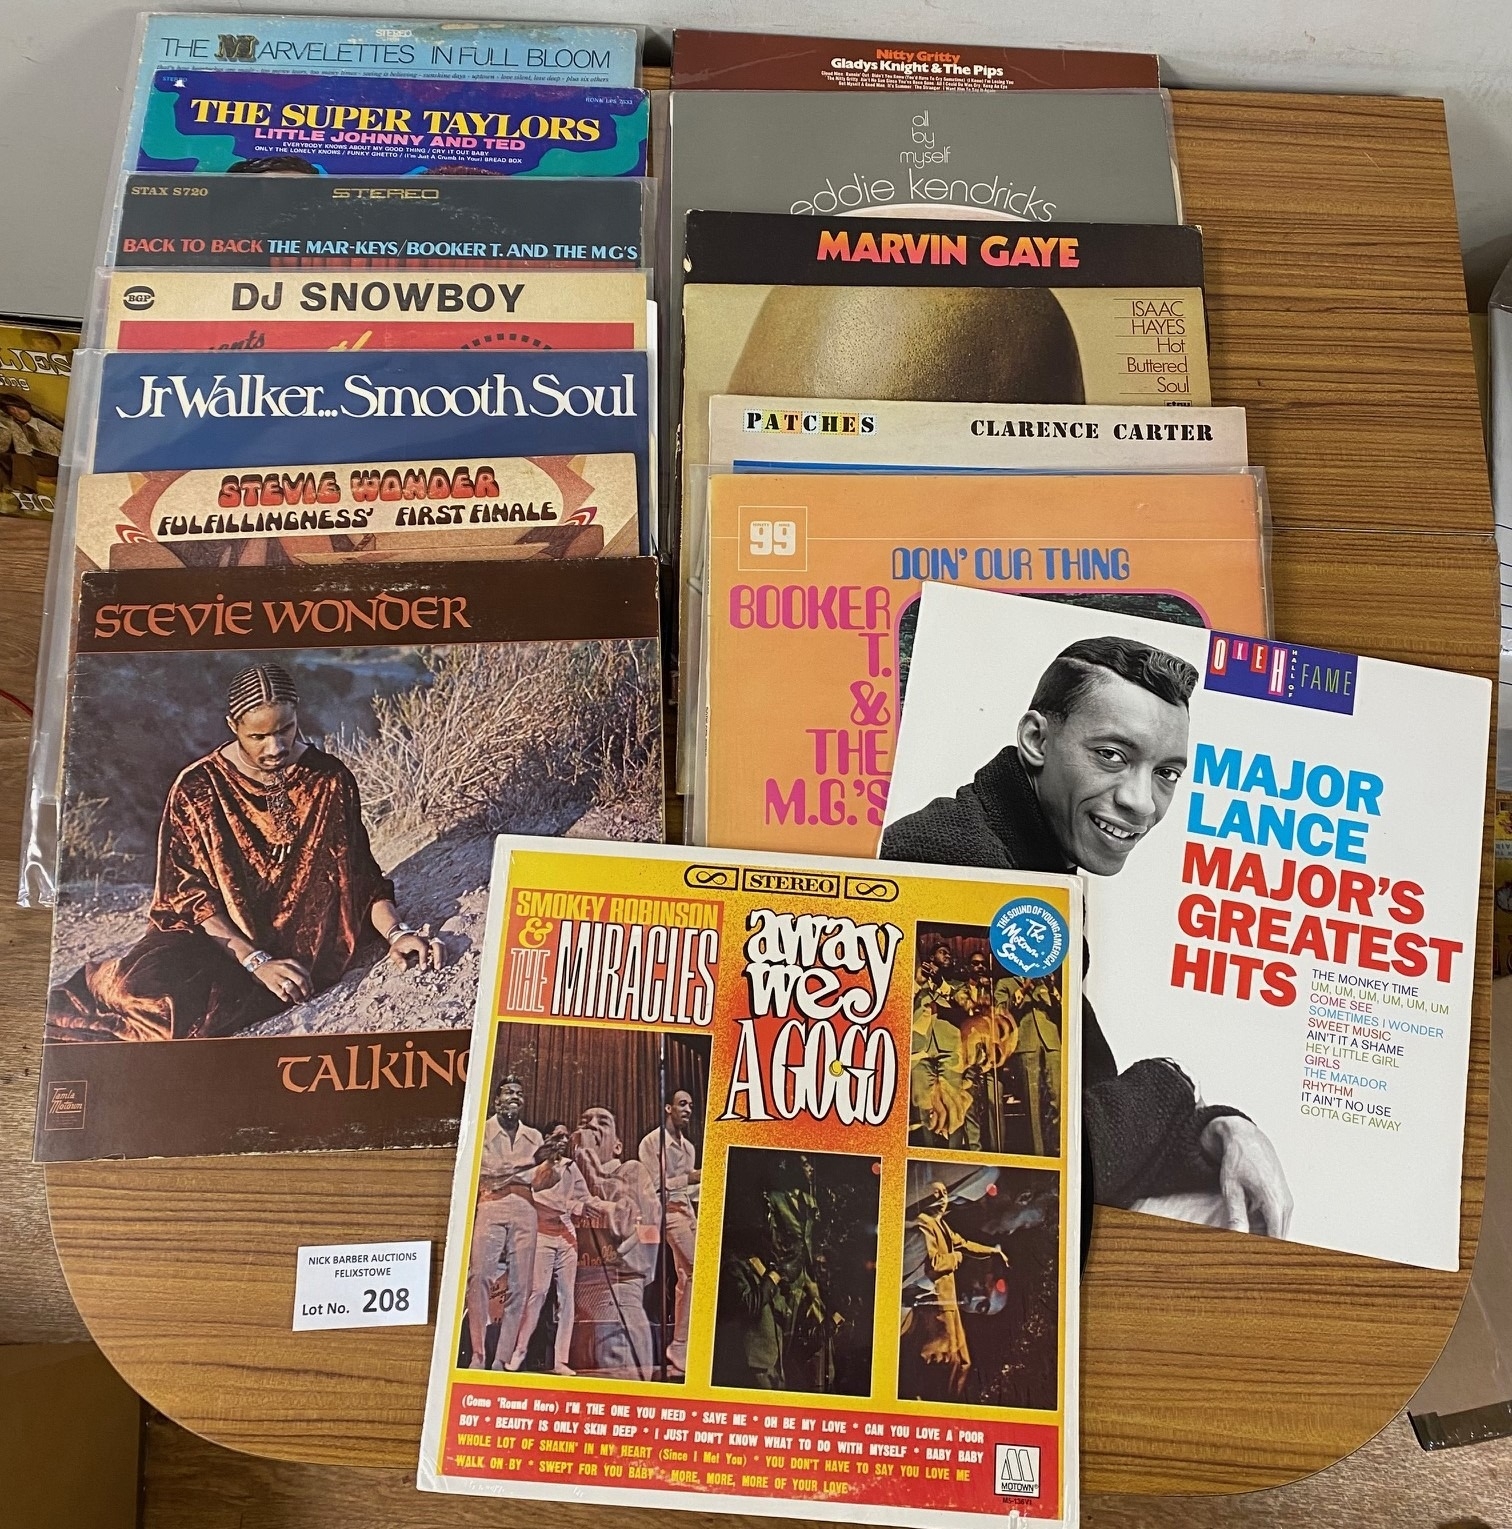 STEREO
THE MARVELETTES IN FULL BLOOM
STEREO
RONN LPS 7533
THE SUPER TAYLORS
LITTLE JOHNNY AND TED
EVERYBODY KNOWS ABOUT MY GOOD THING / CRY IT OUT BABY
ONLY THE LONELY KNOWS / FUNKY GHETTO / (I'm Just A Crumb In Your) BREAD BOX
STAX S720
STEREO
BACK TO BACK THE MAR-KEYS/BOOKER T. AND THE MG'S
BGP
DJ SNOWBOY
Jr Walker... Smooth Soul
STEVIE WONDER
FULFILLINGNESS' FIRST FINALE
STEVIE WONDER
TALKING
Tamla
Motown
Nitty Gritty
Gladys Knight & The Pips
all
by
myself
eddie kendricks
MARVIN GAYE
ISAAC
HAYES
Hot
Buttered
Soul
stax
PATCHES CLARENCE CARTER
99
DOIN' OUR THING
BOOKER
T.
&
THE
M.G.'S
OKEH HALL OF FAME
MAJOR
LANCE
MAJOR'S
GREATEST
HITS
THE MONKEY TIME
UM, UM, UM, UM, UM, UM
COME SEE
SOMETIMES I WONDER
SWEET MUSIC
AIN'T IT A SHAME
HEY LITTLE GIRL
GIRLS
THE MATADOR
RHYTHM
IT AIN'T NO USE
GOTTA GET AWAY
STEREO
SMOKEY ROBINSON
&
THE MIRACLES
away
we
A GO-GO
THE SOUND OF YOUNG AMERICA
"The
Motown
Sound"
(Come 'Round Here) I'M THE ONE YOU NEED * SAVE ME * OH BE MY LOVE * CAN YOU LOVE A POOR
BOY * BEAUTY IS ONLY SKIN DEEP * I JUST DON'T KNOW WHAT TO DO WITH MYSELF * BABY BABY
WHOLE LOT OF SHAKIN' IN MY HEART (Since I Met You) * YOU DON'T HAVE TO SAY YOU LOVE ME
WALK ON BY * SWEPT FOR YOU BABY * MORE, MORE, MORE OF YOUR LOVE
MOTOWN
NICK BARBER AUCTIONS
FELIXSTOWE
Lot No. 208